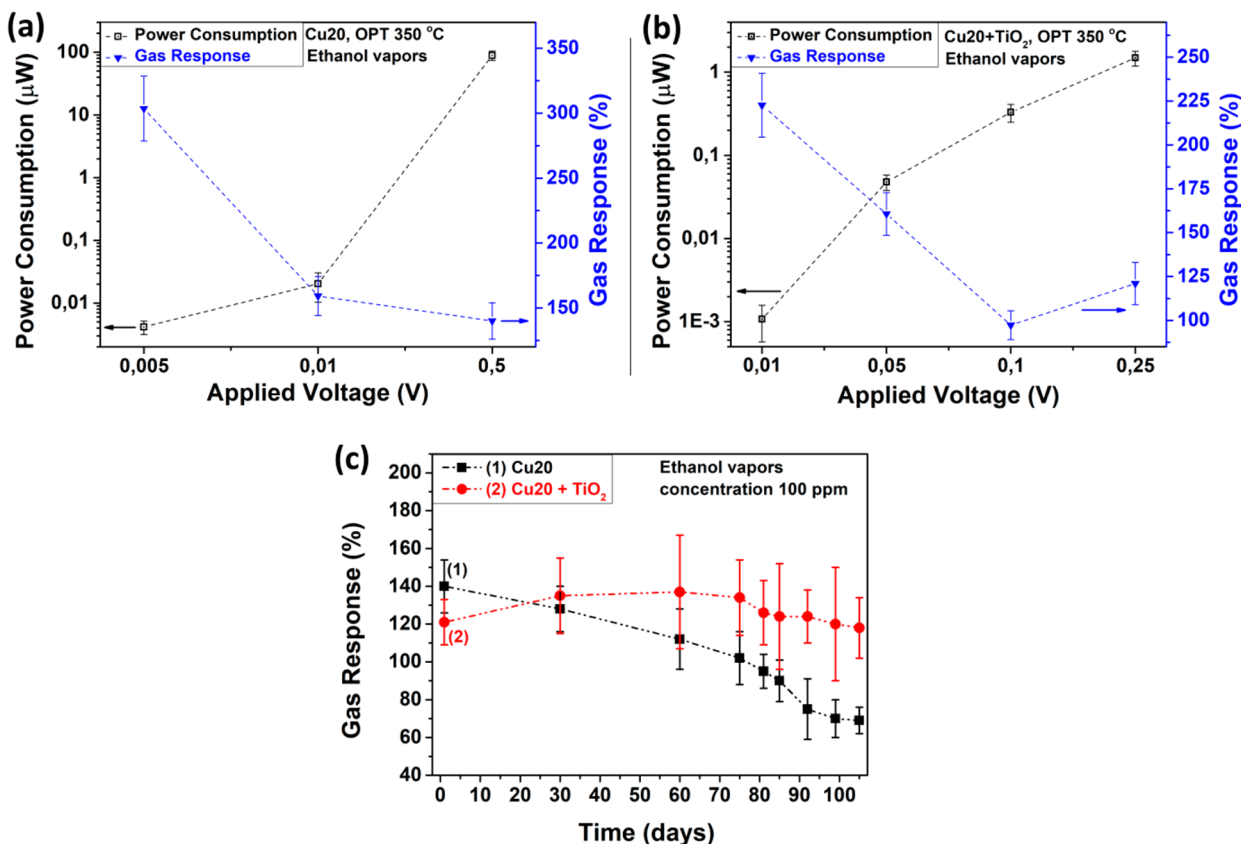 (a)
Power Consumption
Gas Response
Cu20, OPT 350 °C
Ethanol vapors
Power Consumption (µW)
100
10
1
0,1
0,01
350
300
250
200
150
Gas Response (%)
0,005
0,01
0,5
Applied Voltage (V)
(b)
Power Consumption
Gas Response
Cu20+TiO₂, OPT 350 °C
Ethanol vapors
Power Consumption (µW)
1
0,1
0,01
1E-3
250
225
200
175
150
125
100
Gas Response (%)
0,01
0,05
0,1
0,25
Applied Voltage (V)
(c)
(1) Cu20
(2) Cu20 + TiO₂
Ethanol vapors
concentration 100 ppm
Gas Response (%)
200
180
160
140
120
100
80
60
40
(1)
(2)
0 10 20 30 40 50 60 70 80 90 100
Time (days)